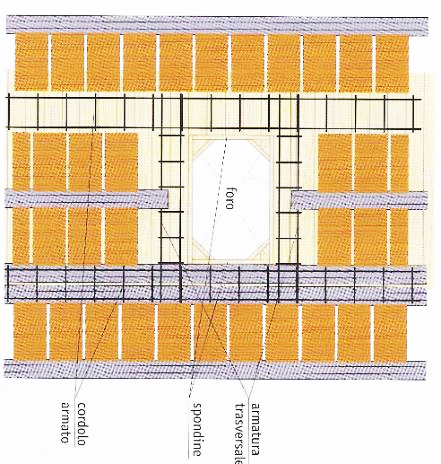 foro
cordolo
armato
spondine
armatura
trasversale